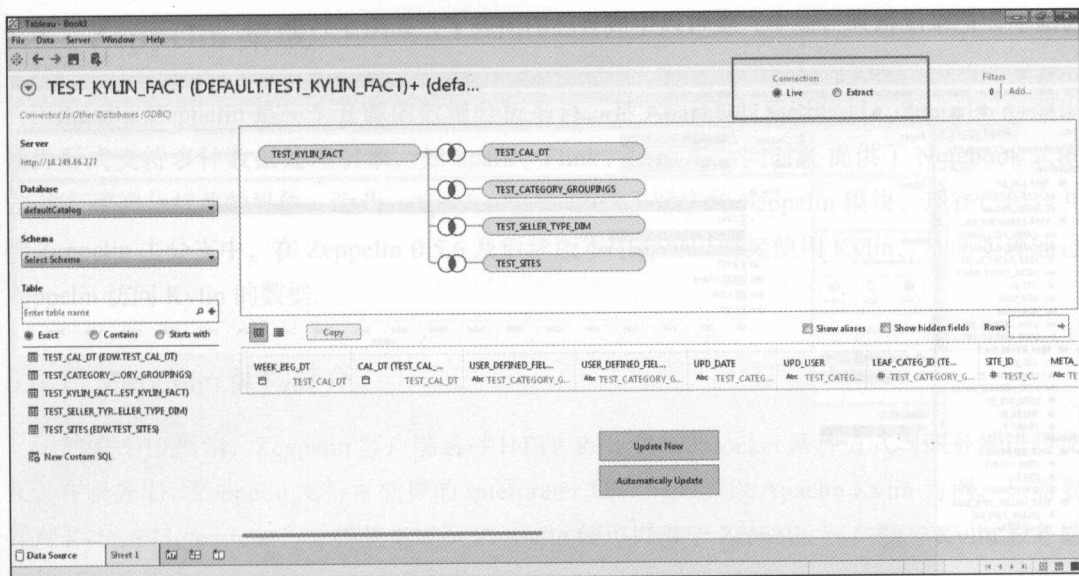 Tableau - Book1
File Data Server Window Help
TEST_KYLIN_FACT (DEFAULT.TEST_KYLIN_FACT)+ (defa...
Connection
Live Extract
Filters
0 Add...
Connected to Other Databases (ODBC)
Server
http://10.249.66.227
Database
defaultCatalog
Schema
Select Schema
Table
Enter table name
Exact Contains Starts with
TEST_CAL_DT (EDW.TEST_CAL_DT)
TEST_CATEGORY_...ORY_GROUPINGS)
TEST_KYLIN_FACT...EST_KYLIN_FACT)
TEST_SELLER_TYP...ELLER_TYPE_DIM)
TEST_SITES (EDW.TEST_SITES)
New Custom SQL
TEST_KYLIN_FACT
TEST_CAL_DT
TEST_CATEGORY_GROUPINGS
TEST_SELLER_TYPE_DIM
TEST_SITES
Copy
Show aliases Show hidden fields Rows
WEEK_BEG_DT CAL_DT (TEST_CAL_... USER_DEFINED_FIEL... USER_DEFINED_FIEL... UPD_DATE UPD_USER LEAF_CATEG_ID (TE... SITE_ID META_
TEST_CAL_DT TEST_CAL_DT Abc TEST_CATEGORY_G... Abc TEST_CATEGORY_G... Abc TEST_CATEG... Abc TEST_CATEG... # TEST_CATEGORY_G... # TEST_C... Abc TE
Update Now
Automatically Update
Data Source Sheet 1